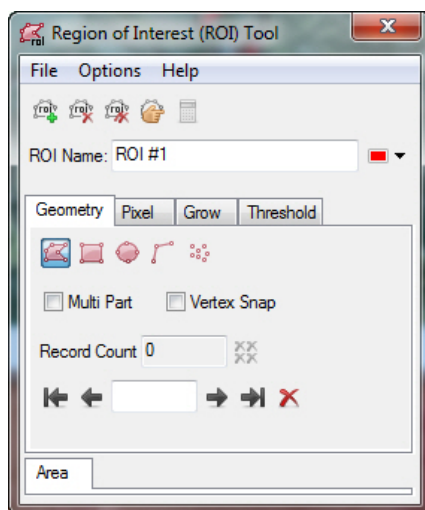 Region of Interest (ROI) Tool
File Options Help
ROI Name: ROI #1
Geometry Pixel Grow Threshold
Multi Part Vertex Snap
Record Count 0
Area